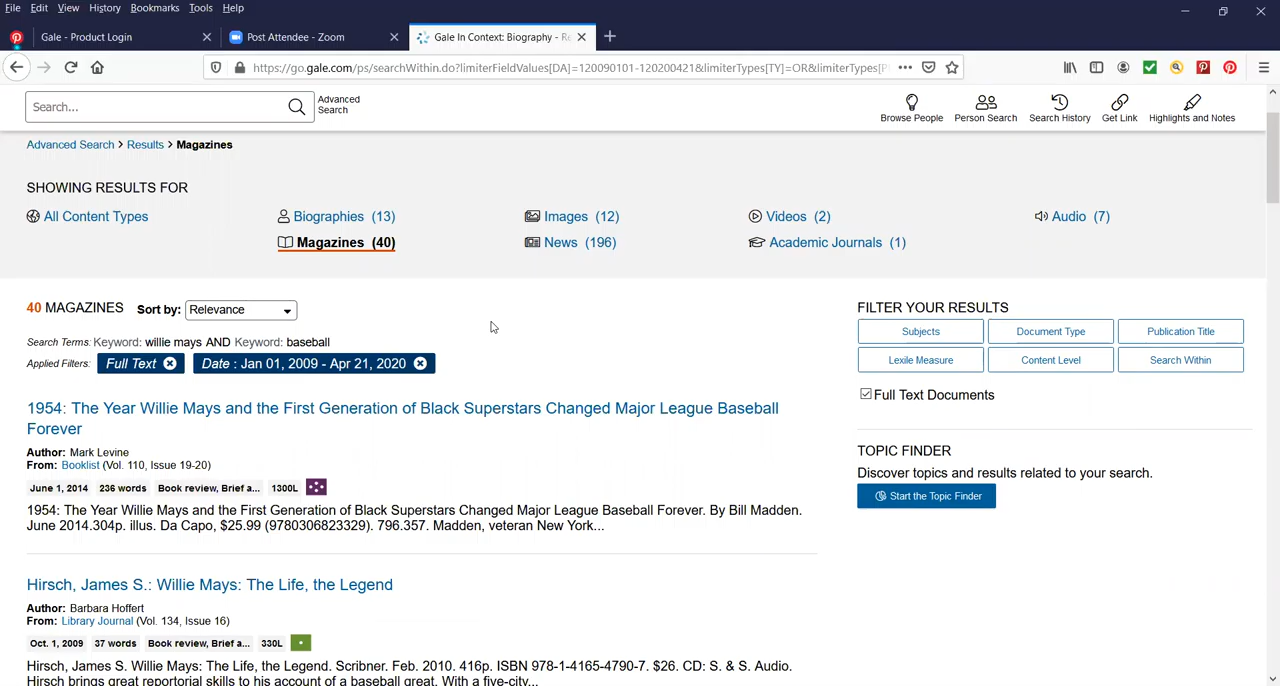 File Edit View History Bookmarks Tools Help
Gale - Product Login
Post Attendee - Zoom
Gale In Context: Biography - Re
https://go.gale.com/ps/searchWithin.do?limiterFieldValues[DA]=120090101-120200421&limiterTypes[TY]=OR&limiterTypes[P
Search...
Advanced
Search
Browse People
Person Search
Search History
Get Link
Highlights and Notes
Advanced Search > Results > Magazines
SHOWING RESULTS FOR
All Content Types
Biographies (13)
Images (12)
Videos (2)
Audio (7)
Magazines (40)
News (196)
Academic Journals (1)
40 MAGAZINES Sort by: Relevance
Search Terms: Keyword: willie mays AND Keyword: baseball
Applied Filters: Full Text Date : Jan 01, 2009 - Apr 21, 2020
1954: The Year Willie Mays and the First Generation of Black Superstars Changed Major League Baseball
Forever
Author: Mark Levine
From: Booklist (Vol. 110, Issue 19-20)
June 1, 2014 236 words Book review, Brief a... 1300L
1954: The Year Willie Mays and the First Generation of Black Superstars Changed Major League Baseball Forever. By Bill Madden.
June 2014.304p. illus. Da Capo, $25.99 (9780306823329). 796.357. Madden, veteran New York...
Hirsch, James S.: Willie Mays: The Life, the Legend
Author: Barbara Hoffert
From: Library Journal (Vol. 134, Issue 16)
Oct. 1, 2009 37 words Book review, Brief a... 330L
Hirsch, James S. Willie Mays: The Life, the Legend. Scribner. Feb. 2010. 416p. ISBN 978-1-4165-4790-7. $26. CD: S. & S. Audio.
Hirsch brings great reportorial skills to his account of a baseball great. With a five-city...
FILTER YOUR RESULTS
Subjects
Document Type
Publication Title
Lexile Measure
Content Level
Search Within
Full Text Documents
TOPIC FINDER
Discover topics and results related to your search.
Start the Topic Finder